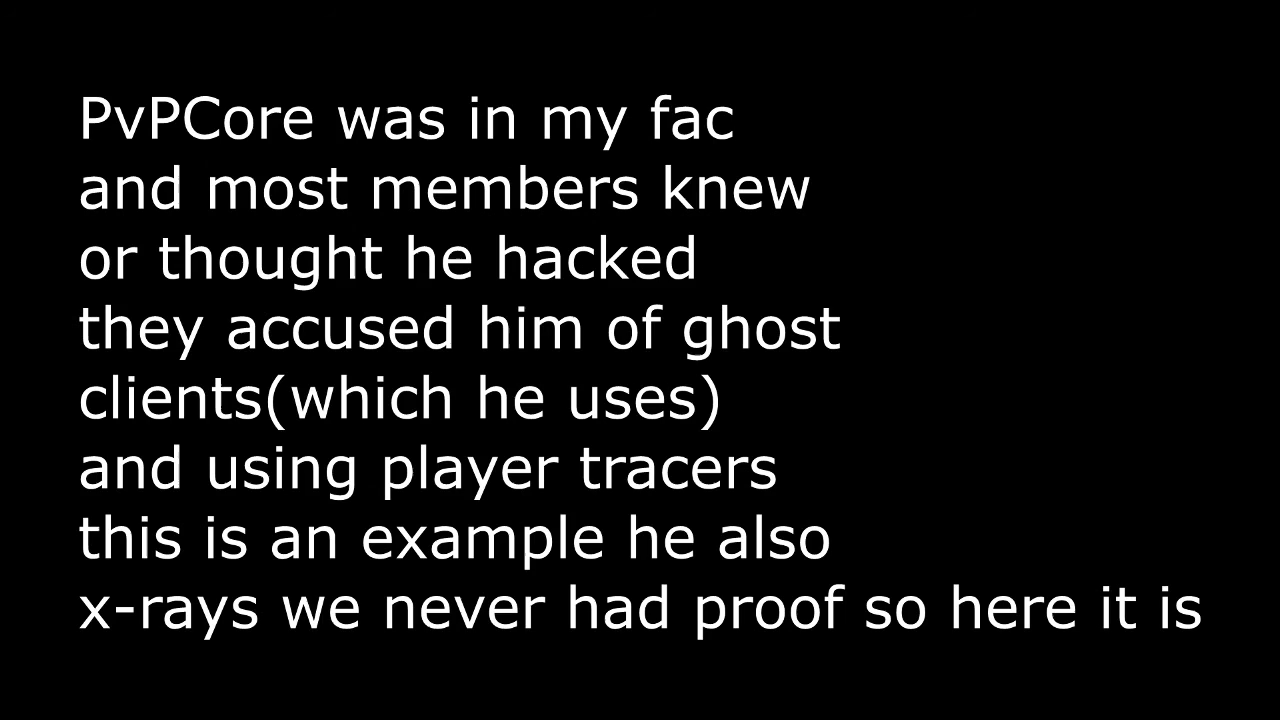 PvPCore was in my fac
and most members knew
or thought he hacked
they accused him of ghost
clients(which he uses)
and using player tracers
this is an example he also
x-rays we never had proof so here it is